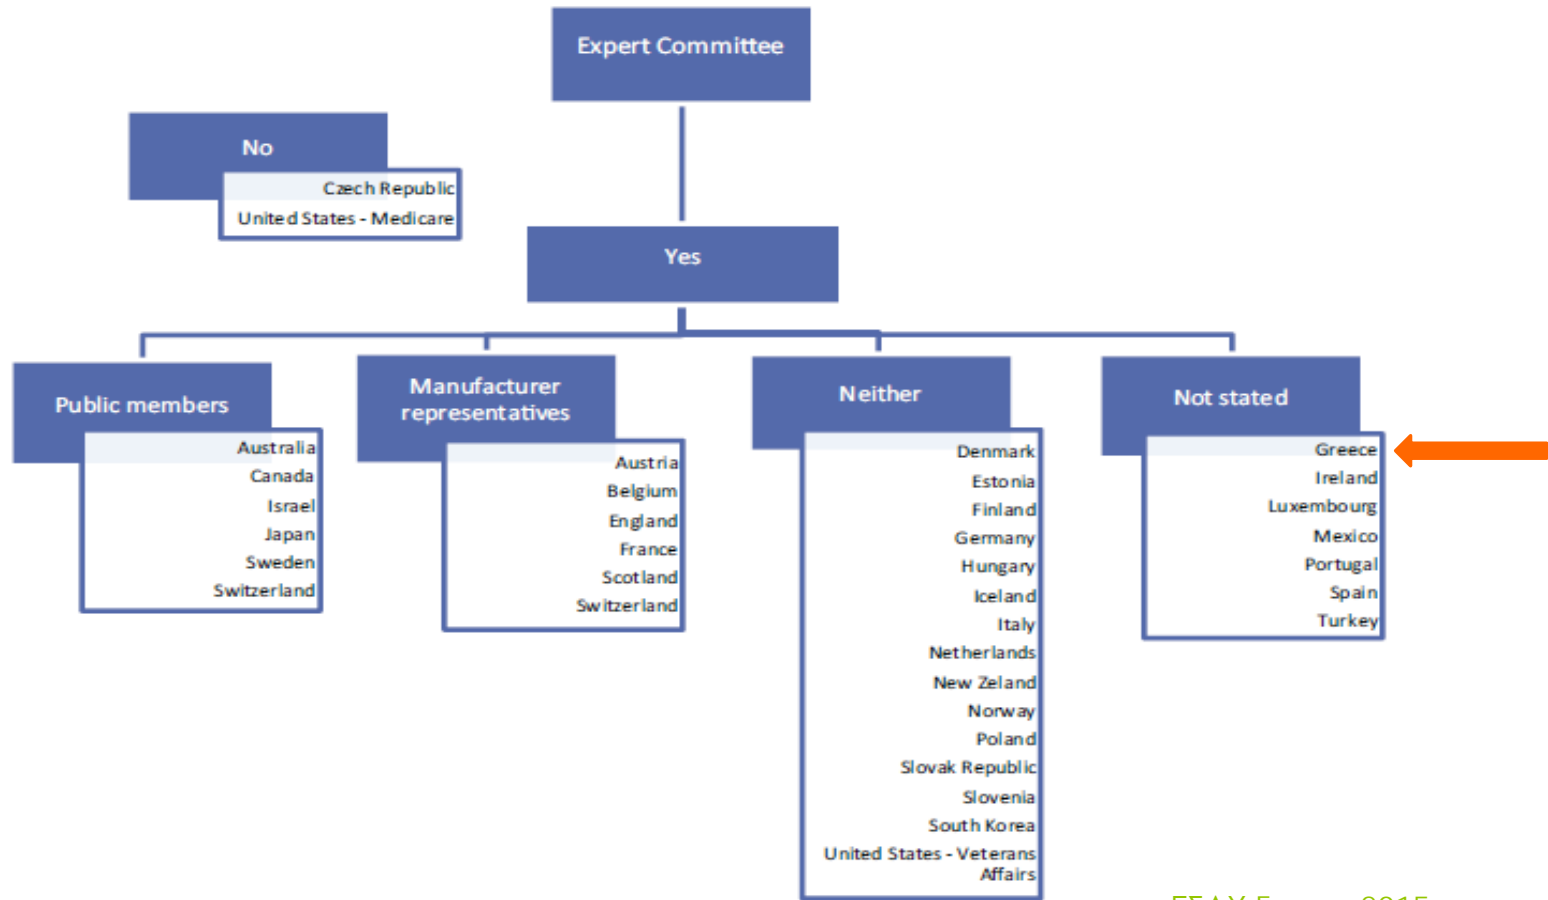 Expert Committee
No
Czech Republic
United States - Medicare
Yes
Public members
Australia
Canada
Israel
Japan
Sweden
Switzerland
Manufacturer
representatives
Austria
Belgium
England
France
Scotland
Switzerland
Neither
Denmark
Estonia
Finland
Germany
Hungary
Iceland
Italy
Netherlands
New Zeland
Norway
Poland
Slovak Republic
Slovenia
South Korea
United States - Veterans
Affairs
Not stated
Greece
Ireland
Luxembourg
Mexico
Portugal
Spain
Turkey